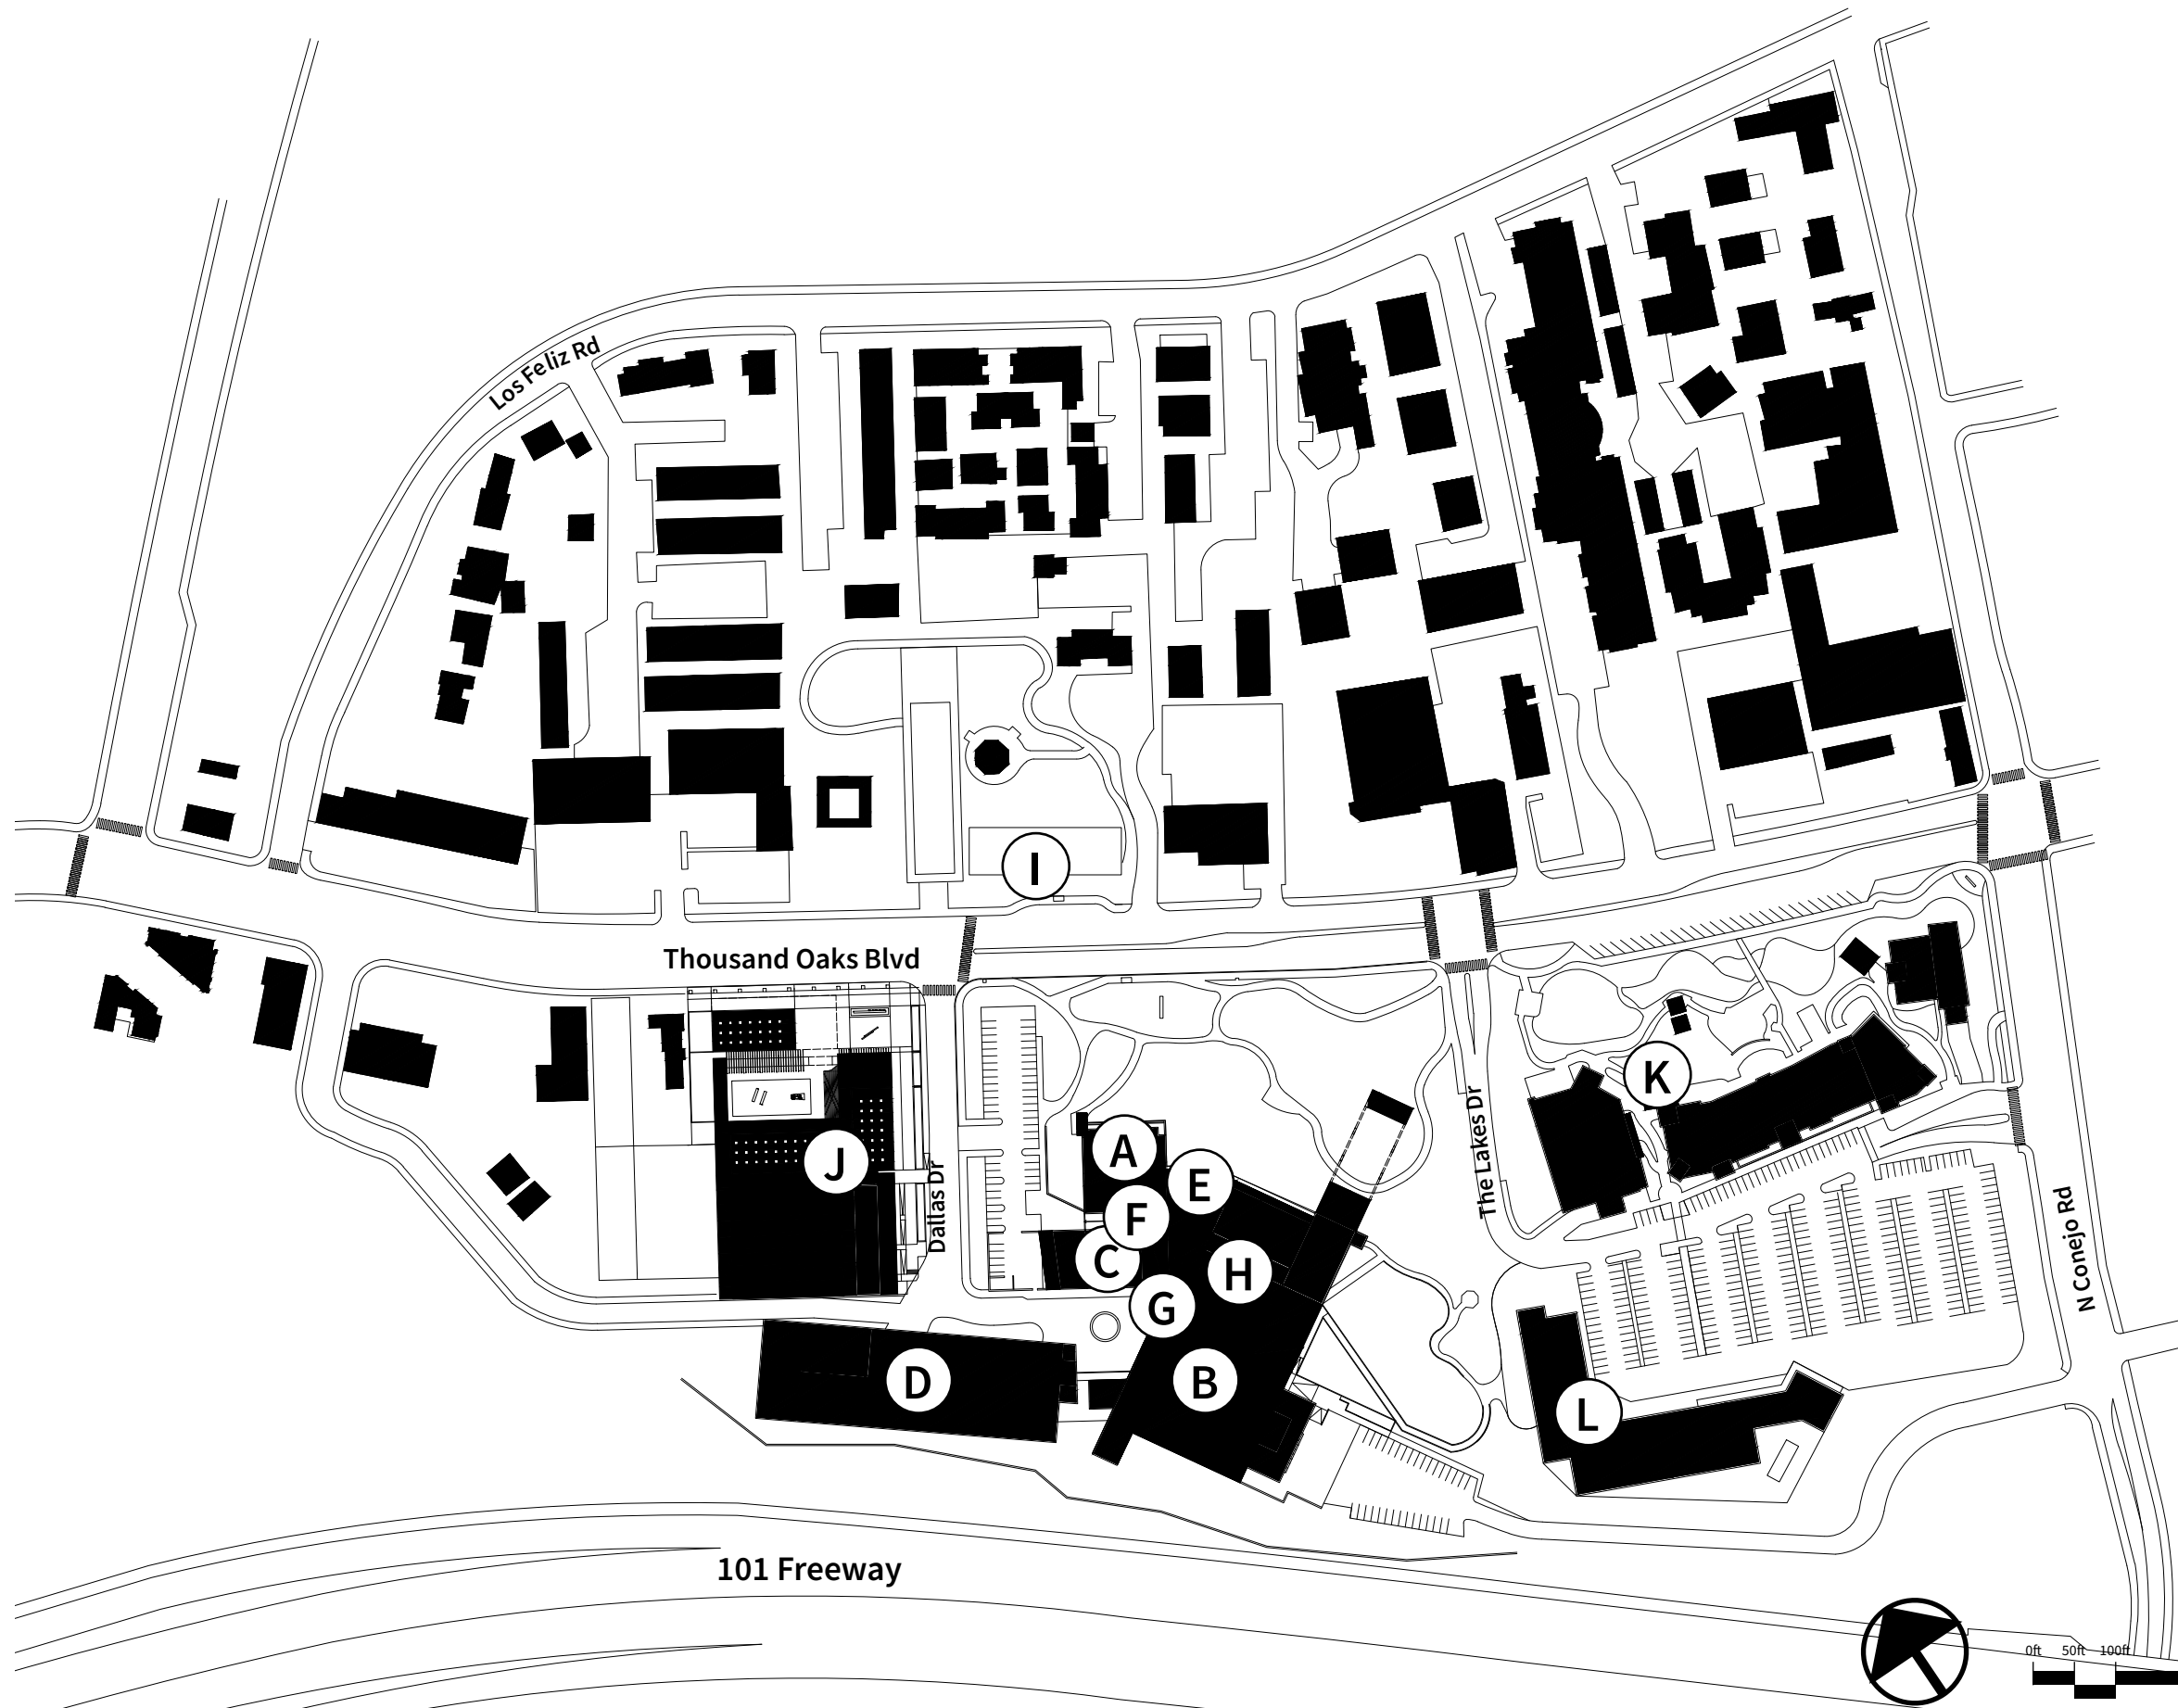 Los Feliz Rd
I
Thousand Oaks Blvd
K
A
J
E
The Lakes Dr
Dallas Dr
F
C
H
N Conejo Rd
G
D
B
L
101 Freeway
0ft 50ft 100ft